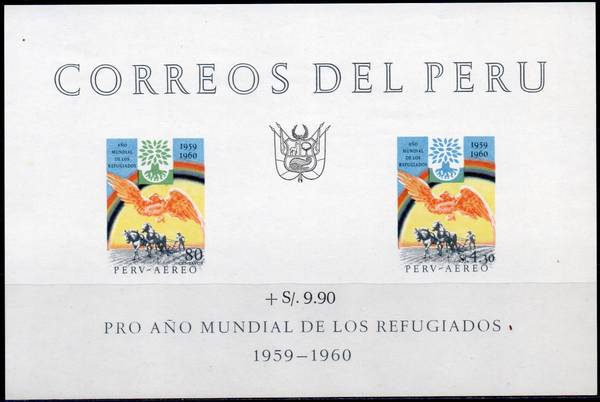 CORREOS DEL PERU
AÑO
MUNDIAL
DE LOS
REFUGIADOS
1959
1960
80
CENTAVOS
PERV-AEREO
AÑO
MUNDIAL
DE LOS
REFUGIADOS
1959
1960
S/. 4.30
PERV-AEREO
+ S/. 9.90
PRO AÑO MUNDIAL DE LOS REFUGIADOS
1959–1960